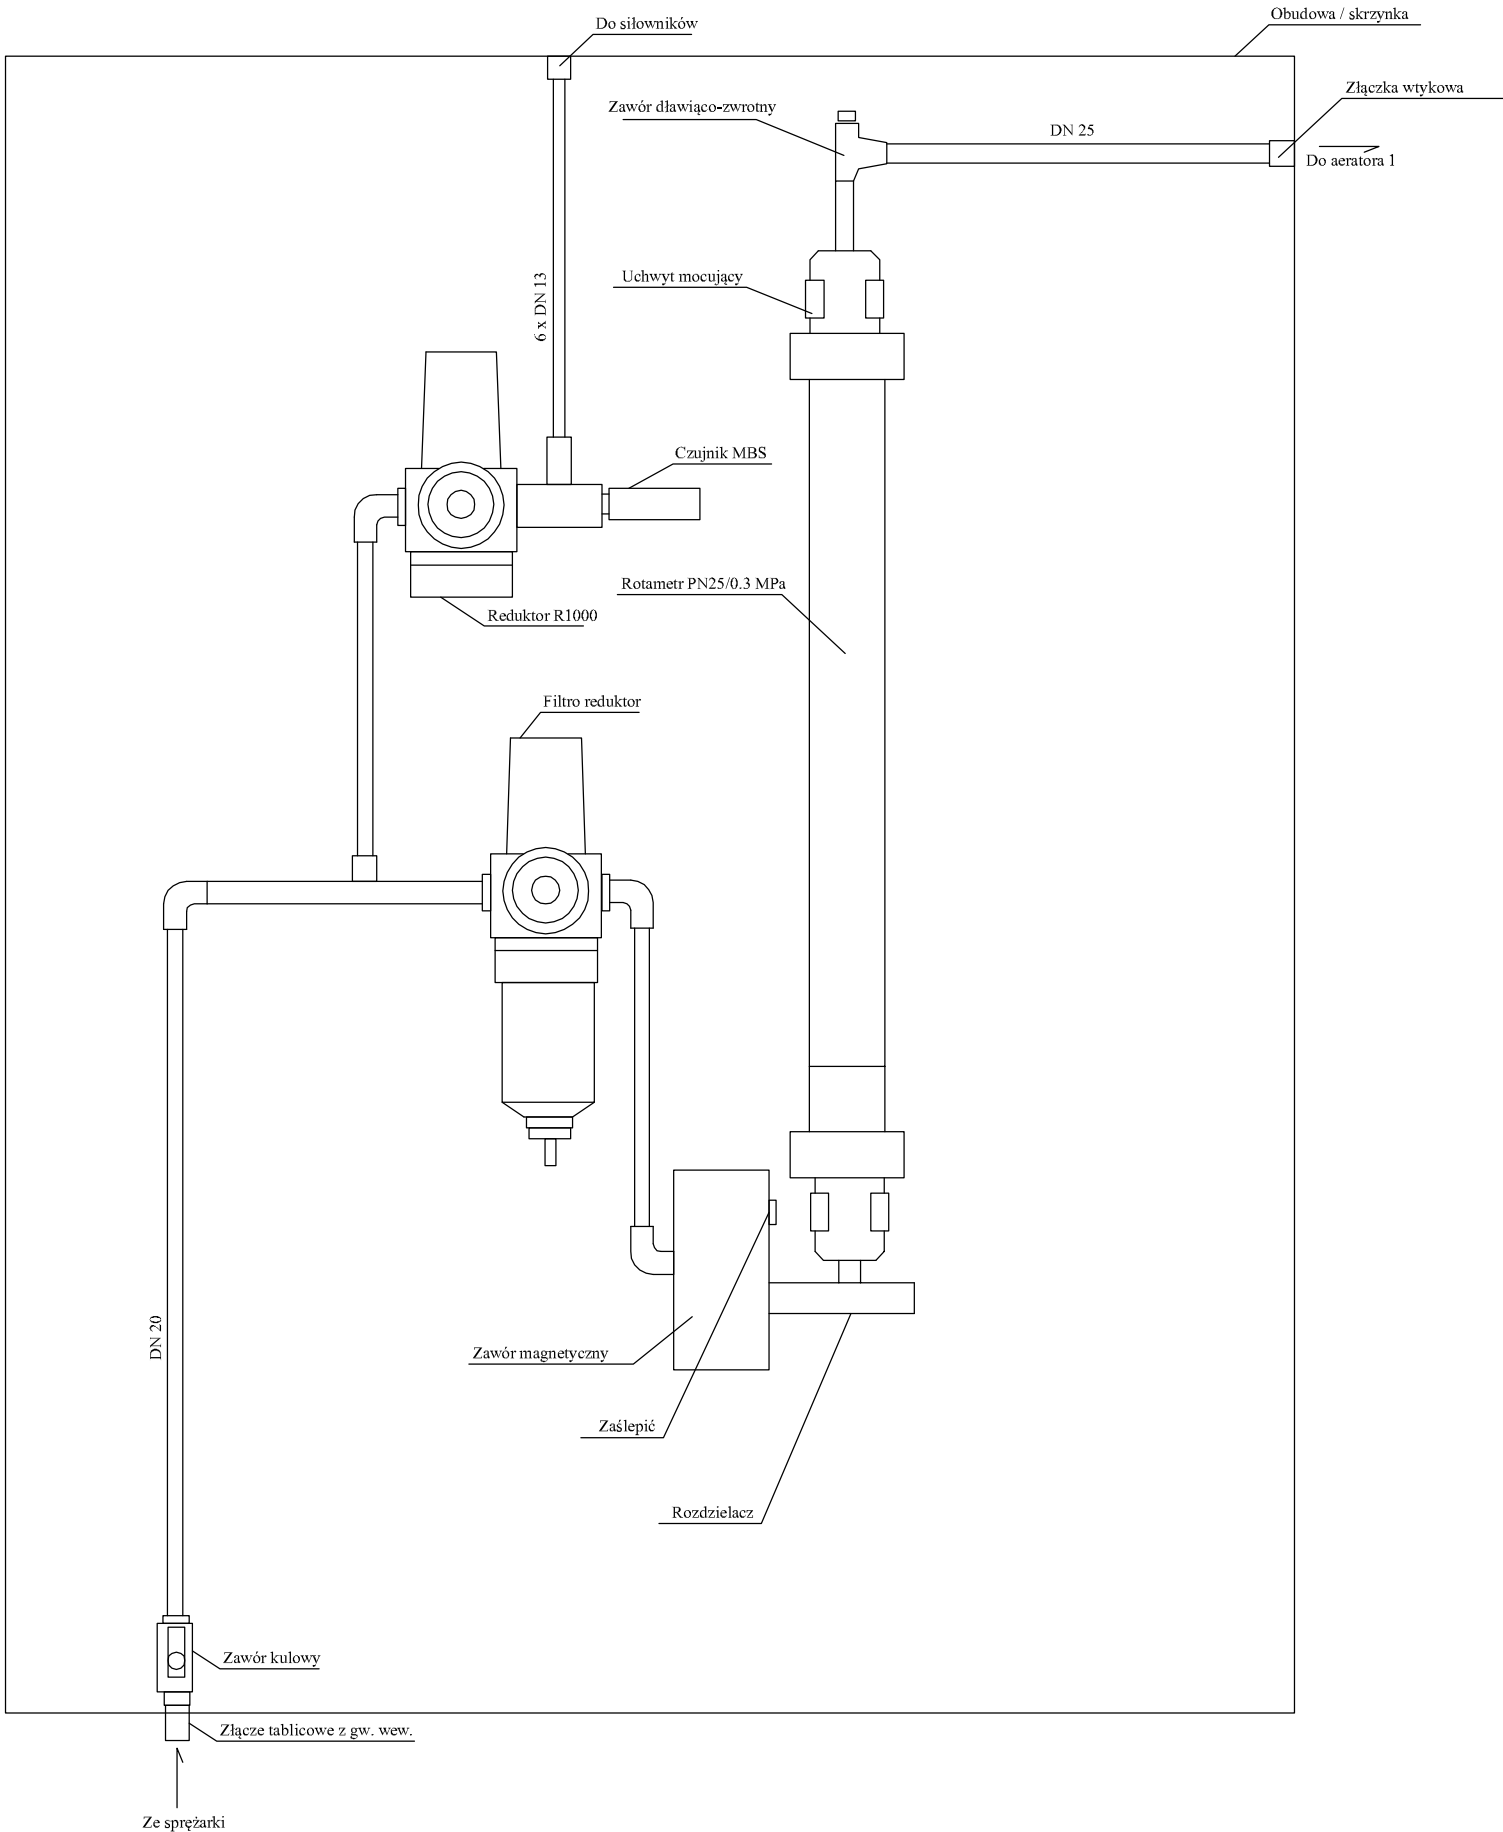 Obudowa / skrzynka
Do siłowników
Złączka wtykowa
Zawór dławiąco-zwrotny
DN 25
Do aeratora 1
Uchwyt mocujący
6 x DN 13
Czujnik MBS
Rotametr PN25/0.3 MPa
Reduktor R1000
Filtro reduktor
DN 20
Zawór magnetyczny
Zaślepić
Rozdzielacz
Zawór kulowy
Złącze tablicowe z gw. wew.
Ze sprężarki